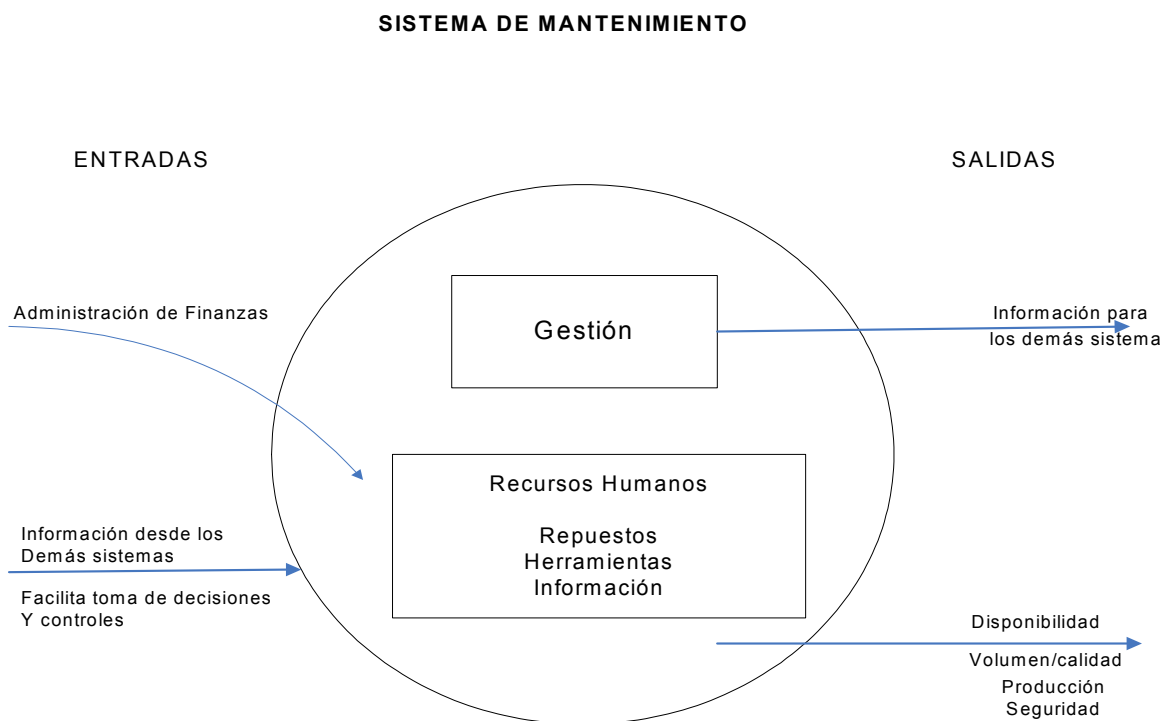 SISTEMA DE MANTENIMIENTO
ENTRADAS
SALIDAS
Administración de Finanzas
Gestión
Información para
los demás sistema
Recursos Humanos
Repuestos
Herramientas
Información
Información desde los
Demás sistemas
Facilita toma de decisiones
Y controles
Disponibilidad
Volumen/calidad
Producción
Seguridad